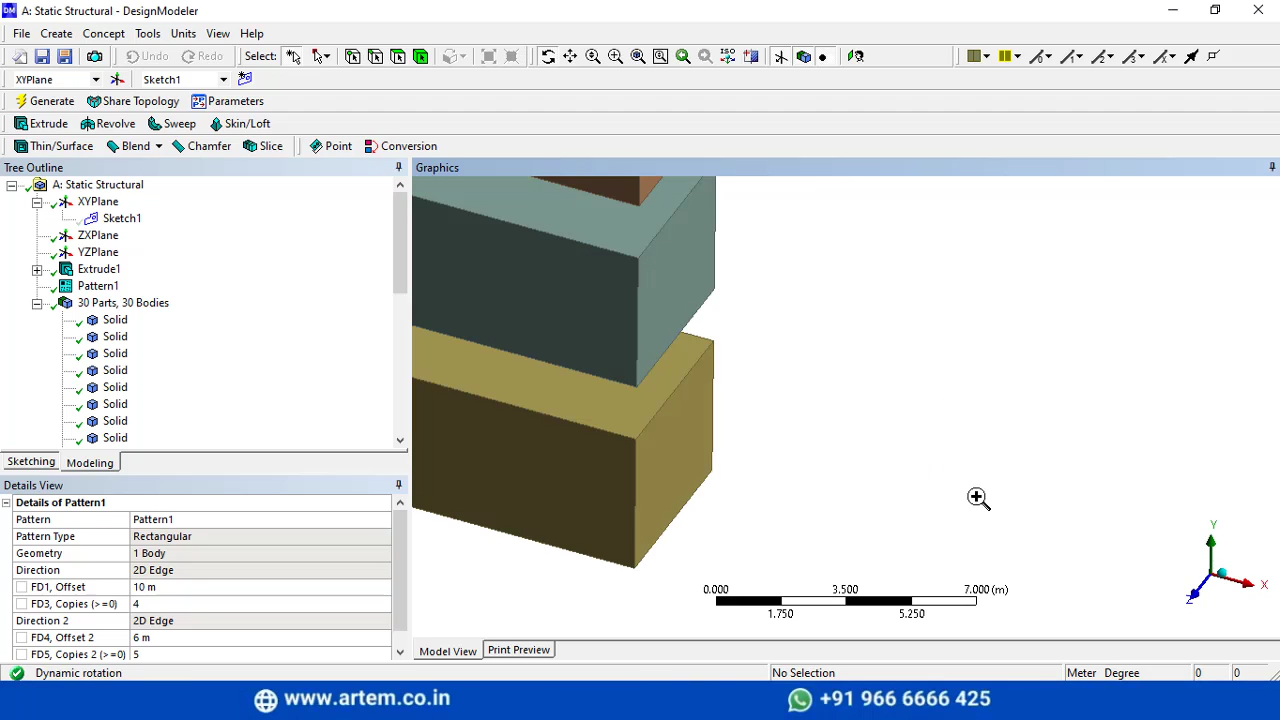 DM A: Static Structural - DesignModeler
File Create Concept Tools Units View Help
Undo Redo Select: ISO
XYPlane Sketch1
Generate Share Topology Parameters
Extrude Revolve Sweep Skin/Loft
Thin/Surface Blend Chamfer Slice Point Conversion
Tree Outline
A: Static Structural
XYPlane
Sketch1
ZXPlane
YZPlane
Extrude1
Pattern1
30 Parts, 30 Bodies
Solid
Solid
Solid
Solid
Solid
Solid
Solid
Solid
Sketching Modeling
Details View
Details of Pattern1
Pattern Pattern1
Pattern Type Rectangular
Geometry 1 Body
Direction 2D Edge
FD1, Offset 10 m
FD3, Copies (>=0) 4
Direction 2 2D Edge
FD4, Offset 2 6 m
FD5, Copies 2 (>=0) 5
Graphics
0.000 3.500 7.000 (m)
1.750 5.250
Y
X
Z
Model View Print Preview
Dynamic rotation No Selection Meter Degree 0 0
www.artem.co.in +91 966 6666 425